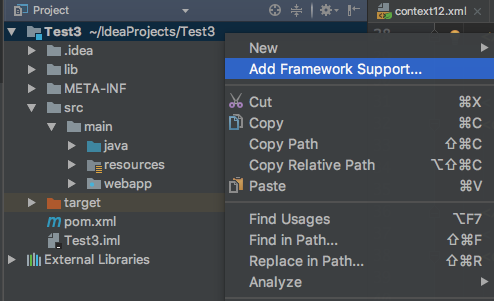 Project
context12.xml
Test3 ~/IdeaProjects/Test3
.idea
lib
META-INF
src
main
java
resources
webapp
target
pom.xml
Test3.iml
External Libraries
New
Add Framework Support...
Cut ⌘X
Copy ⌘C
Copy Path ⇧⌘C
Copy Relative Path ⌥⇧⌘C
Paste ⌘V
Find Usages ⌥F7
Find in Path... ⇧⌘F
Replace in Path... ⇧⌘R
Analyze